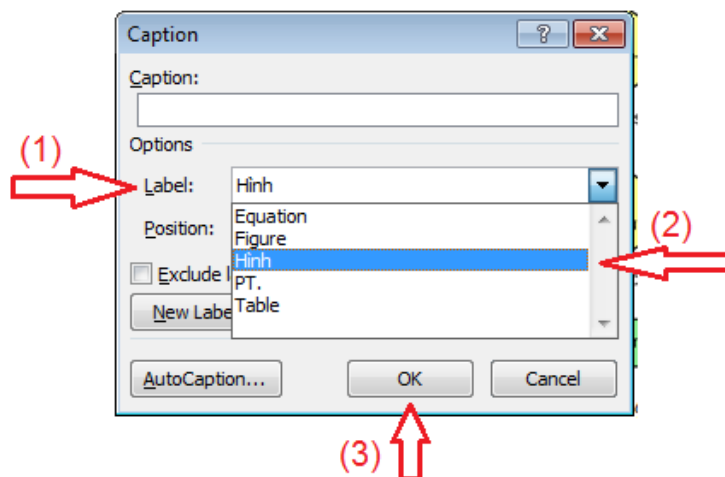 Caption
Caption:
Options
(1)
Label: Hình
Position:
Equation
Figure
Hình
PT.
Table
(2)
Exclude l
New Labe
AutoCaption... OK Cancel
(3)